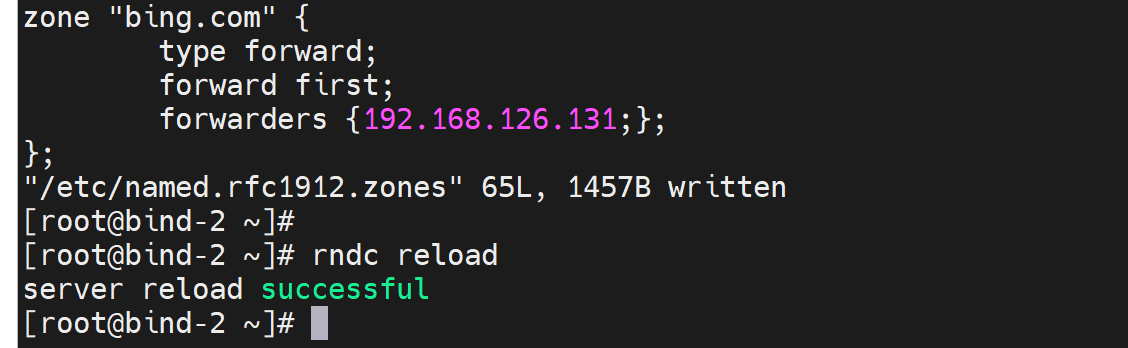 zone "bing.com" {
        type forward;
        forward first;
        forwarders {192.168.126.131;};
};
"/etc/named.rfc1912.zones" 65L, 1457B written
[root@bind-2 ~]#
[root@bind-2 ~]# rndc reload
server reload successful
[root@bind-2 ~]#